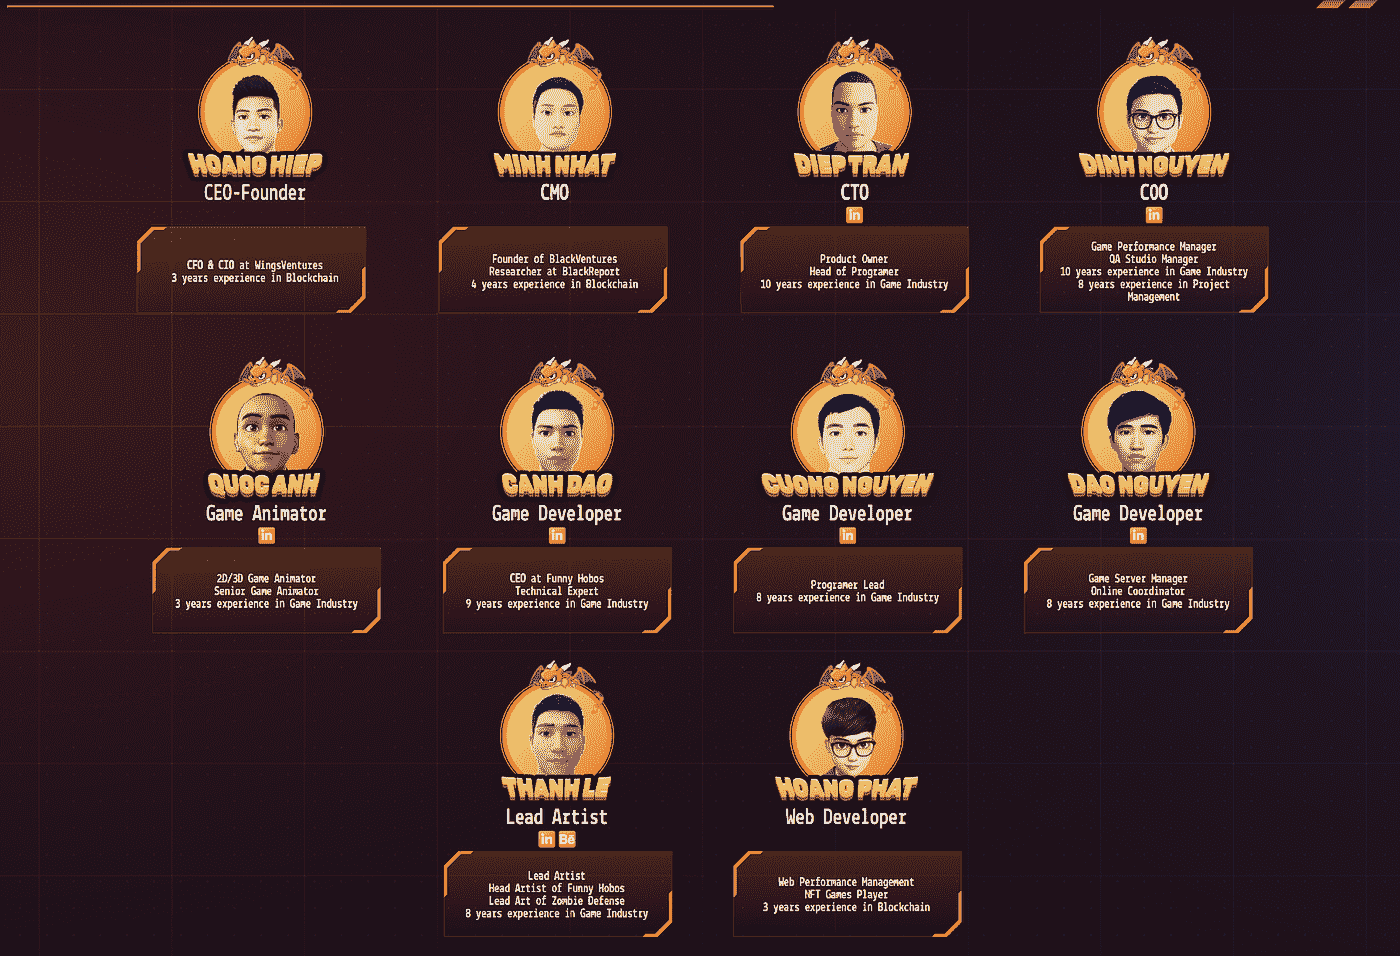 HOANG HIEP
CEO-Founder
CFO & CIO at WingsVentures
3 years experience in Blockchain
MINH NHAT
CMO
Founder of BlackVentures
Researcher at BlackReport
4 years experience in Blockchain
DIEP TRAN
CTO
in
Product Owner
Head of Programer
10 years experience in Game Industry
DINH NGUYEN
COO
in
Game Performance Manager
QA Studio Manager
10 years experience in Game Industry
8 years experience in Project
Management
QUOC ANH
Game Animator
in
2D/3D Game Animator
Senior Game Animator
3 years experience in Game Industry
CANH DAO
Game Developer
in
CEO at Funny Hobos
Technical Expert
9 years experience in Game Industry
CUONG NGUYEN
Game Developer
in
Programer Lead
8 years experience in Game Industry
DAO NGUYEN
Game Developer
in
Game Server Manager
Online Coordinator
8 years experience in Game Industry
THANH LE
Lead Artist
in Bē
Lead Artist
Head Artist of Funny Hobos
Lead Art of Zombie Defense
8 years experience in Game Industry
HOANG PHAT
Web Developer
Web Performance Management
NFT Games Player
3 years experience in Blockchain